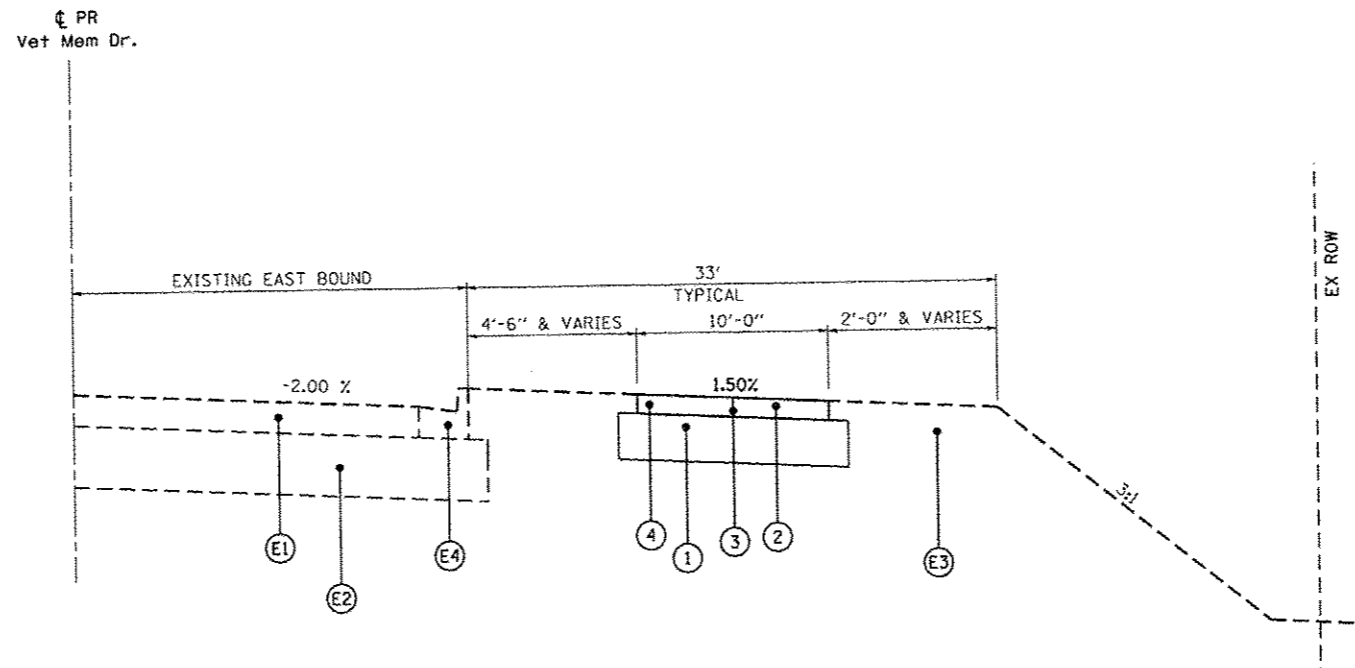 ℄ PR
Vet Mem Dr.
EX ROW
EXISTING EAST BOUND
33'
TYPICAL
4'-6" & VARIES
10'-0"
2'-0" & VARIES
-2.00 %
1.50%
3:1
E1
E2
E4
4
1
3
2
E3